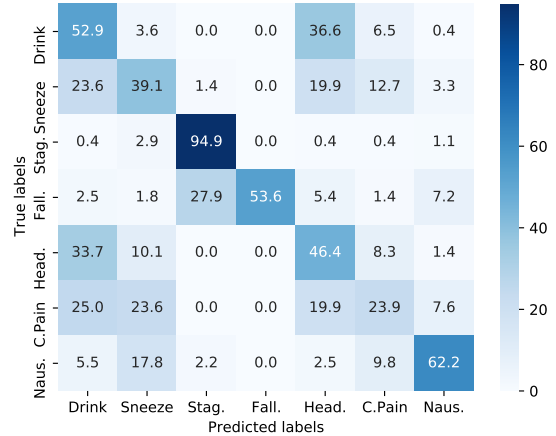 Drink 52.9 3.6 0.0 0.0 36.6 6.5 0.4
Sneeze 23.6 39.1 1.4 0.0 19.9 12.7 3.3
Stag. 0.4 2.9 94.9 0.0 0.4 0.4 1.1
Fall. 2.5 1.8 27.9 53.6 5.4 1.4 7.2
Head. 33.7 10.1 0.0 0.0 46.4 8.3 1.4
C.Pain 25.0 23.6 0.0 0.0 19.9 23.9 7.6
Naus. 5.5 17.8 2.2 0.0 2.5 9.8 62.2
Drink Sneeze Stag. Fall. Head. C.Pain Naus.
Predicted labels
True labels
80
60
40
20
0